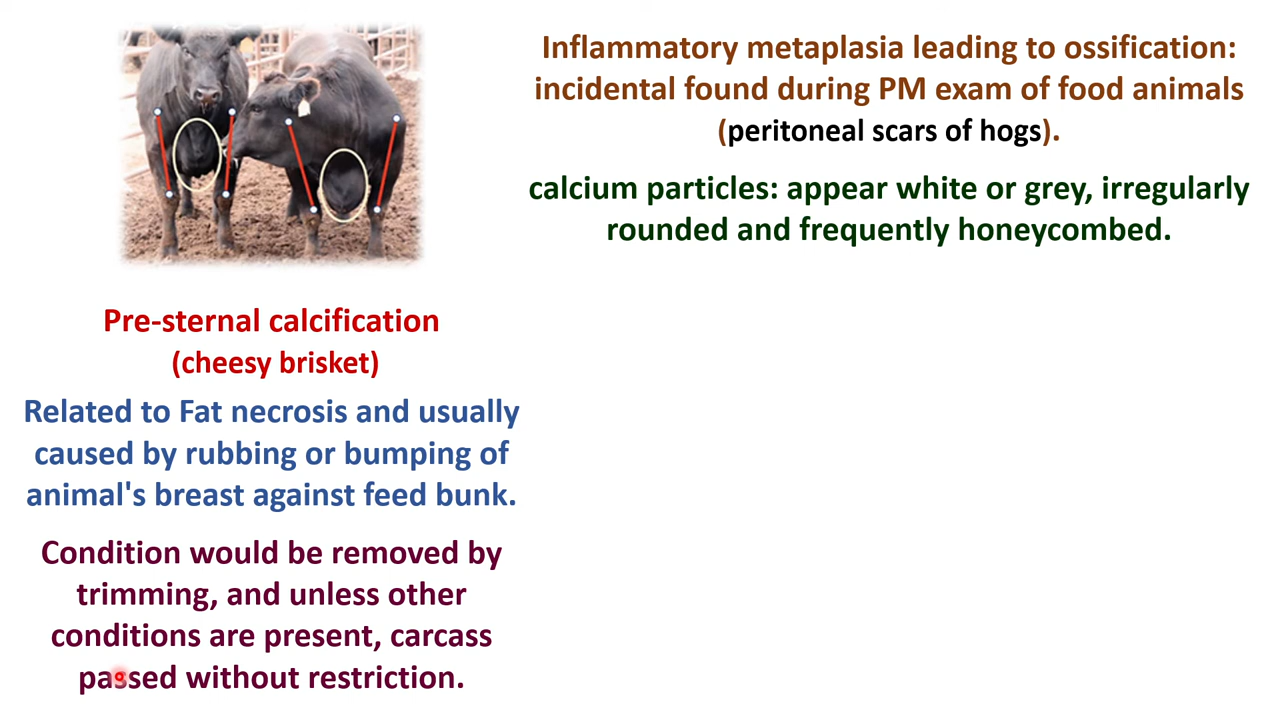 Inflammatory metaplasia leading to ossification:
incidental found during PM exam of food animals
(peritoneal scars of hogs).
calcium particles: appear white or grey, irregularly
rounded and frequently honeycombed.
Pre-sternal calcification
(cheesy brisket)
Related to Fat necrosis and usually
caused by rubbing or bumping of
animal's breast against feed bunk.
Condition would be removed by
trimming, and unless other
conditions are present, carcass
passed without restriction.